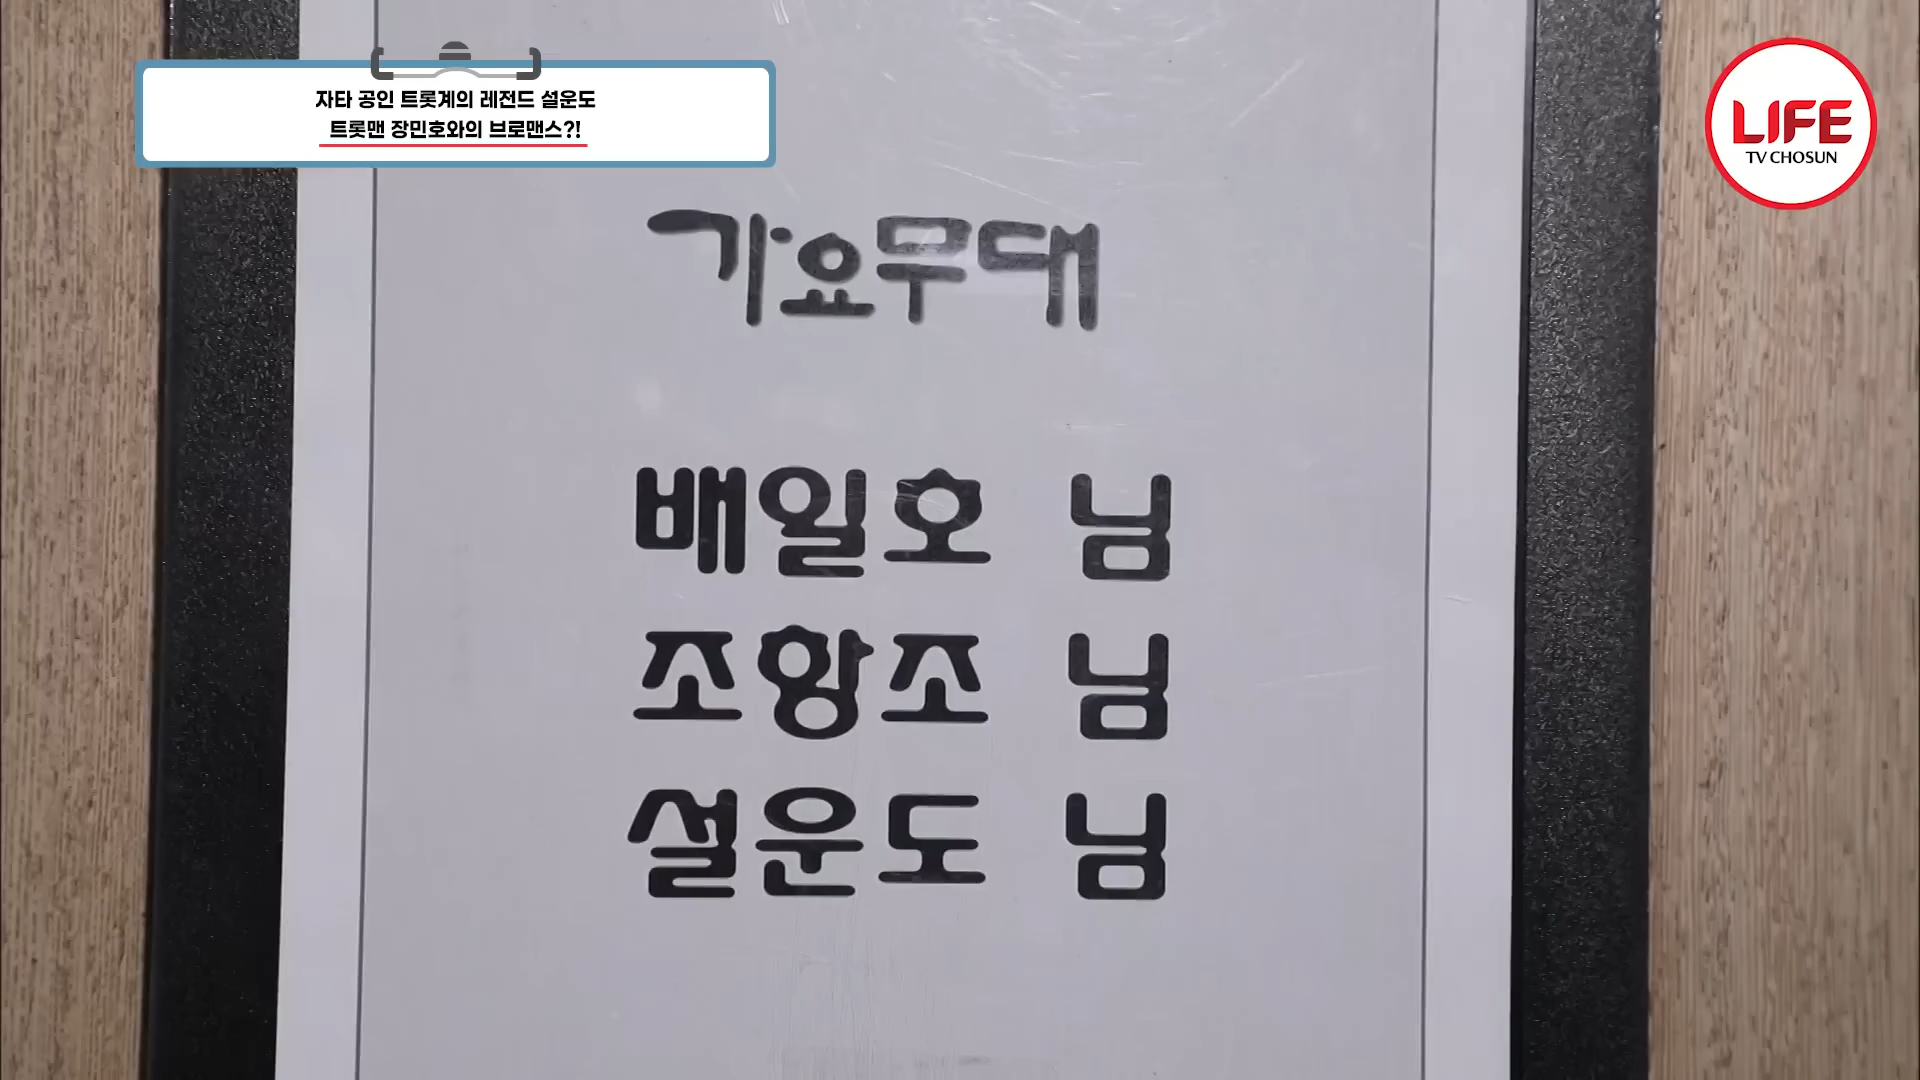 자타 공인 트롯계의 레전드 설운도
트롯맨 장민호와의 브로맨스?!
LIFE
TV CHOSUN
가요무대
배일호 님
조항조 님
설운도 님